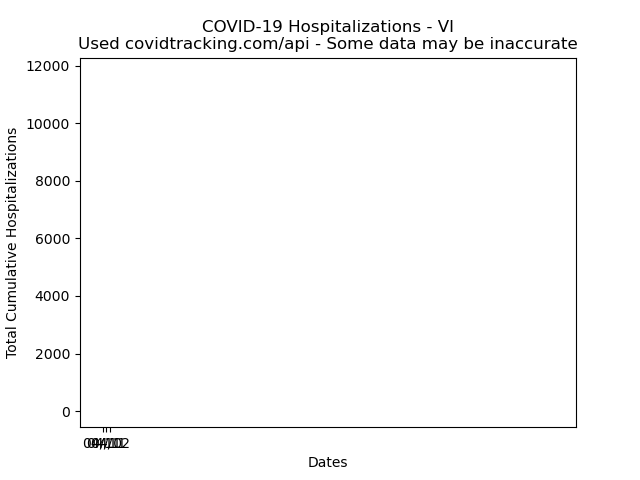 COVID-19 Hospitalizations - VI
Used covidtracking.com/api - Some data may be inaccurate
12000
10000
8000
6000
4000
2000
0
Total Cumulative Hospitalizations
Dates